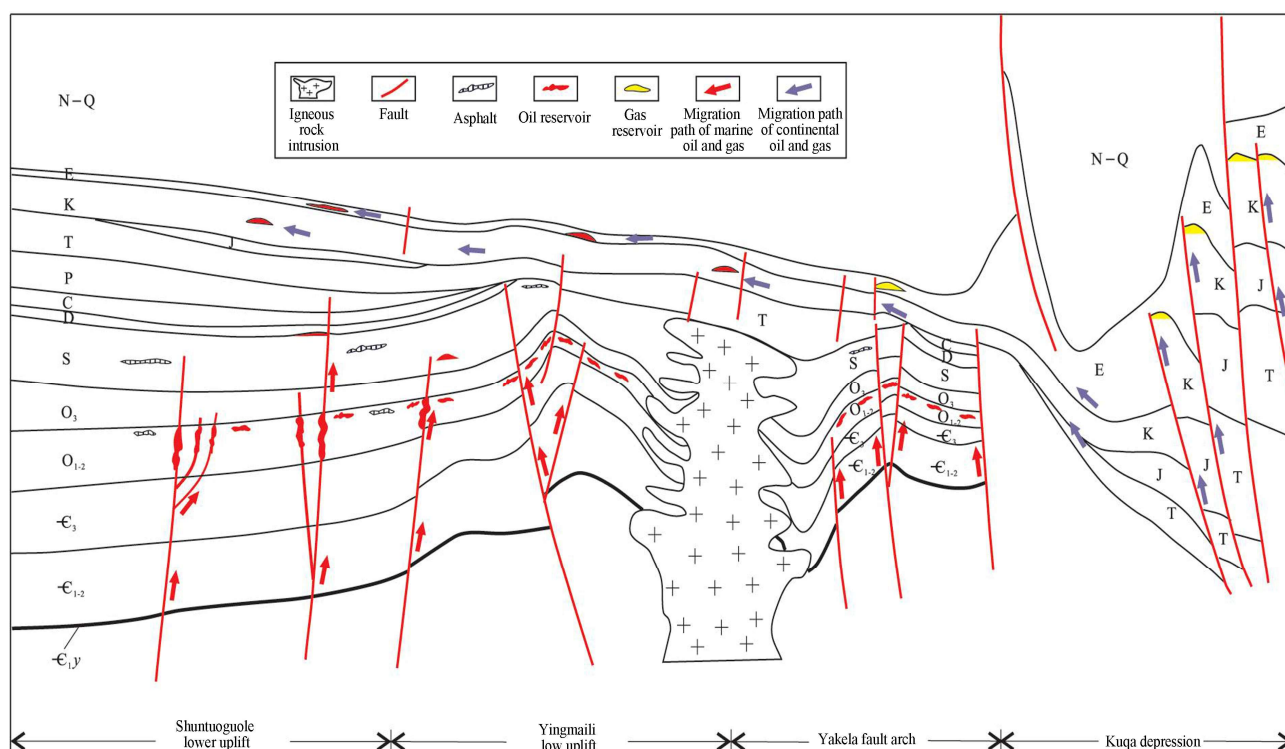 N-Q
Igneous
rock
intrusion
Fault
Asphalt
Oil reservoir
Gas
reservoir
Migration
path of marine
oil and gas
Migration path
of continental
oil and gas
N-Q
E
E
K
T
J
P
C
D
S
O₃
O₁₋₂
-Є₃
-Є₁₋₂
-Є₁y
T
S
O₃
O₁₋₂
-Є₃
-Є₁₋₂
C
D
S
O₃
O₁₋₂
-Є₃
-Є₁₋₂
E
K
J
T
E
K
K
J
J
T
K
J
T
T
Shuntuoguole
lower uplift
Yingmaili
low uplift
Yakela fault arch
Kuqa depression